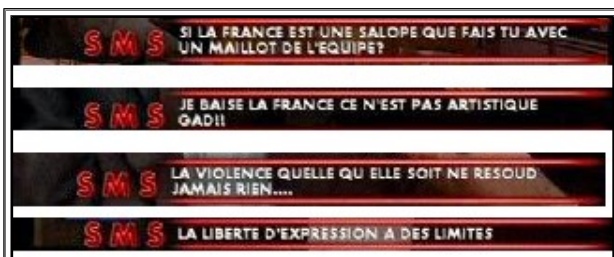 SMS SI LA FRANCE EST UNE SALOPE QUE FAIS TU AVEC
UN MAILLOT DE L'EQUIPE?
SMS JE BAISE LA FRANCE CE N'EST PAS ARTISTIQUE
GAD!!
SMS LA VIOLENCE QUELLE QU ELLE SOIT NE RESOUD
JAMAIS RIEN....
SMS LA LIBERTE D'EXPRESSION A DES LIMITES